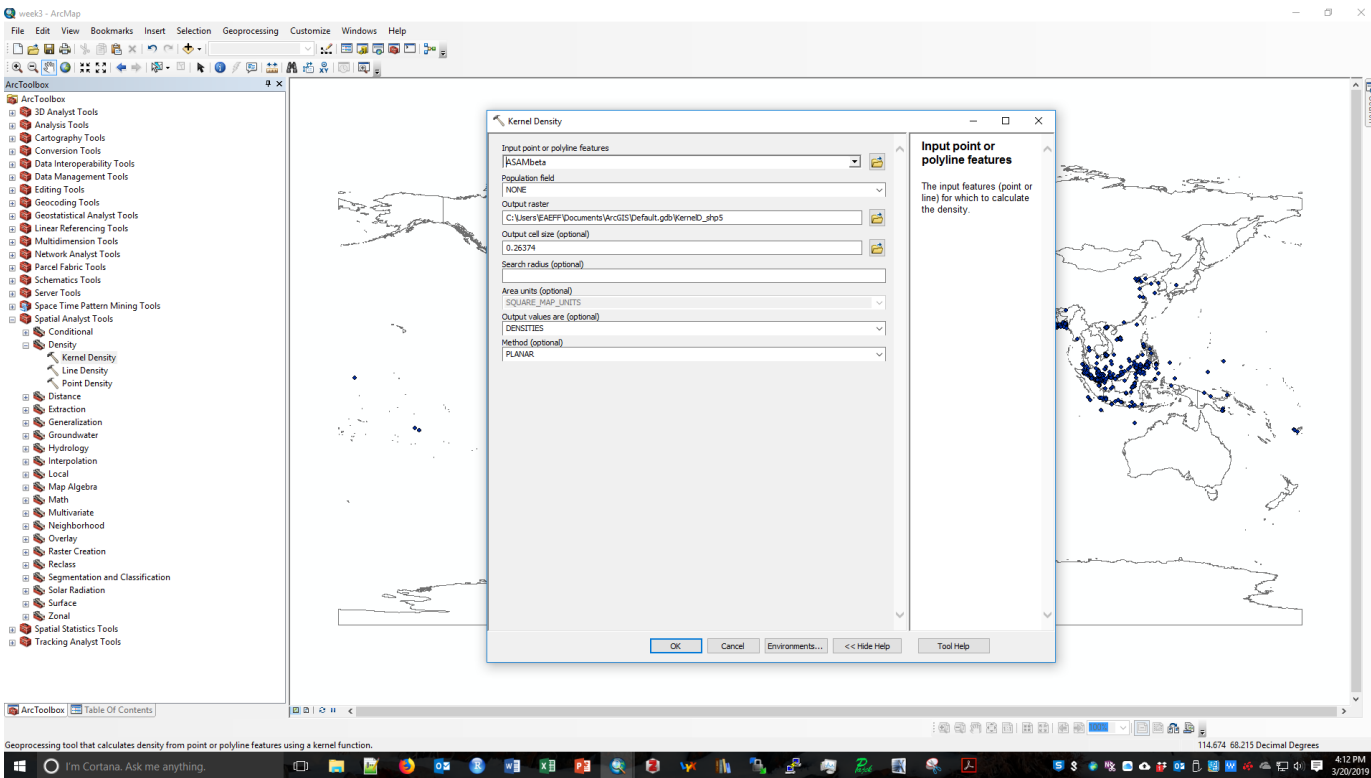 week3 - ArcMap
File Edit View Bookmarks Insert Selection Geoprocessing Customize Windows Help
ArcToolbox
ArcToolbox
3D Analyst Tools
Analysis Tools
Cartography Tools
Conversion Tools
Data Interoperability Tools
Data Management Tools
Editing Tools
Geocoding Tools
Geostatistical Analyst Tools
Linear Referencing Tools
Multidimension Tools
Network Analyst Tools
Parcel Fabric Tools
Schematics Tools
Server Tools
Space Time Pattern Mining Tools
Spatial Analyst Tools
Conditional
Density
Kernel Density
Line Density
Point Density
Distance
Extraction
Generalization
Groundwater
Hydrology
Interpolation
Local
Map Algebra
Math
Multivariate
Neighborhood
Overlay
Raster Creation
Reclass
Segmentation and Classification
Solar Radiation
Surface
Zonal
Spatial Statistics Tools
Tracking Analyst Tools
ArcToolbox Table Of Contents
Kernel Density
Input point or polyline features
ASAMbeta
Population field
NONE
Output raster
C:\Users\EAEFF\Documents\ArcGIS\Default.gdb\KernelD_shp5
Output cell size (optional)
0.26374
Search radius (optional)
Area units (optional)
SQUARE_MAP_UNITS
Output values are (optional)
DENSITIES
Method (optional)
PLANAR
OK Cancel Environments... << Hide Help Tool Help
Input point or
polyline features
The input features (point or
line) for which to calculate
the density.
Geoprocessing tool that calculates density from point or polyline features using a kernel function.
114.674 68.215 Decimal Degrees
I'm Cortana. Ask me anything.
4:12 PM
3/20/2019